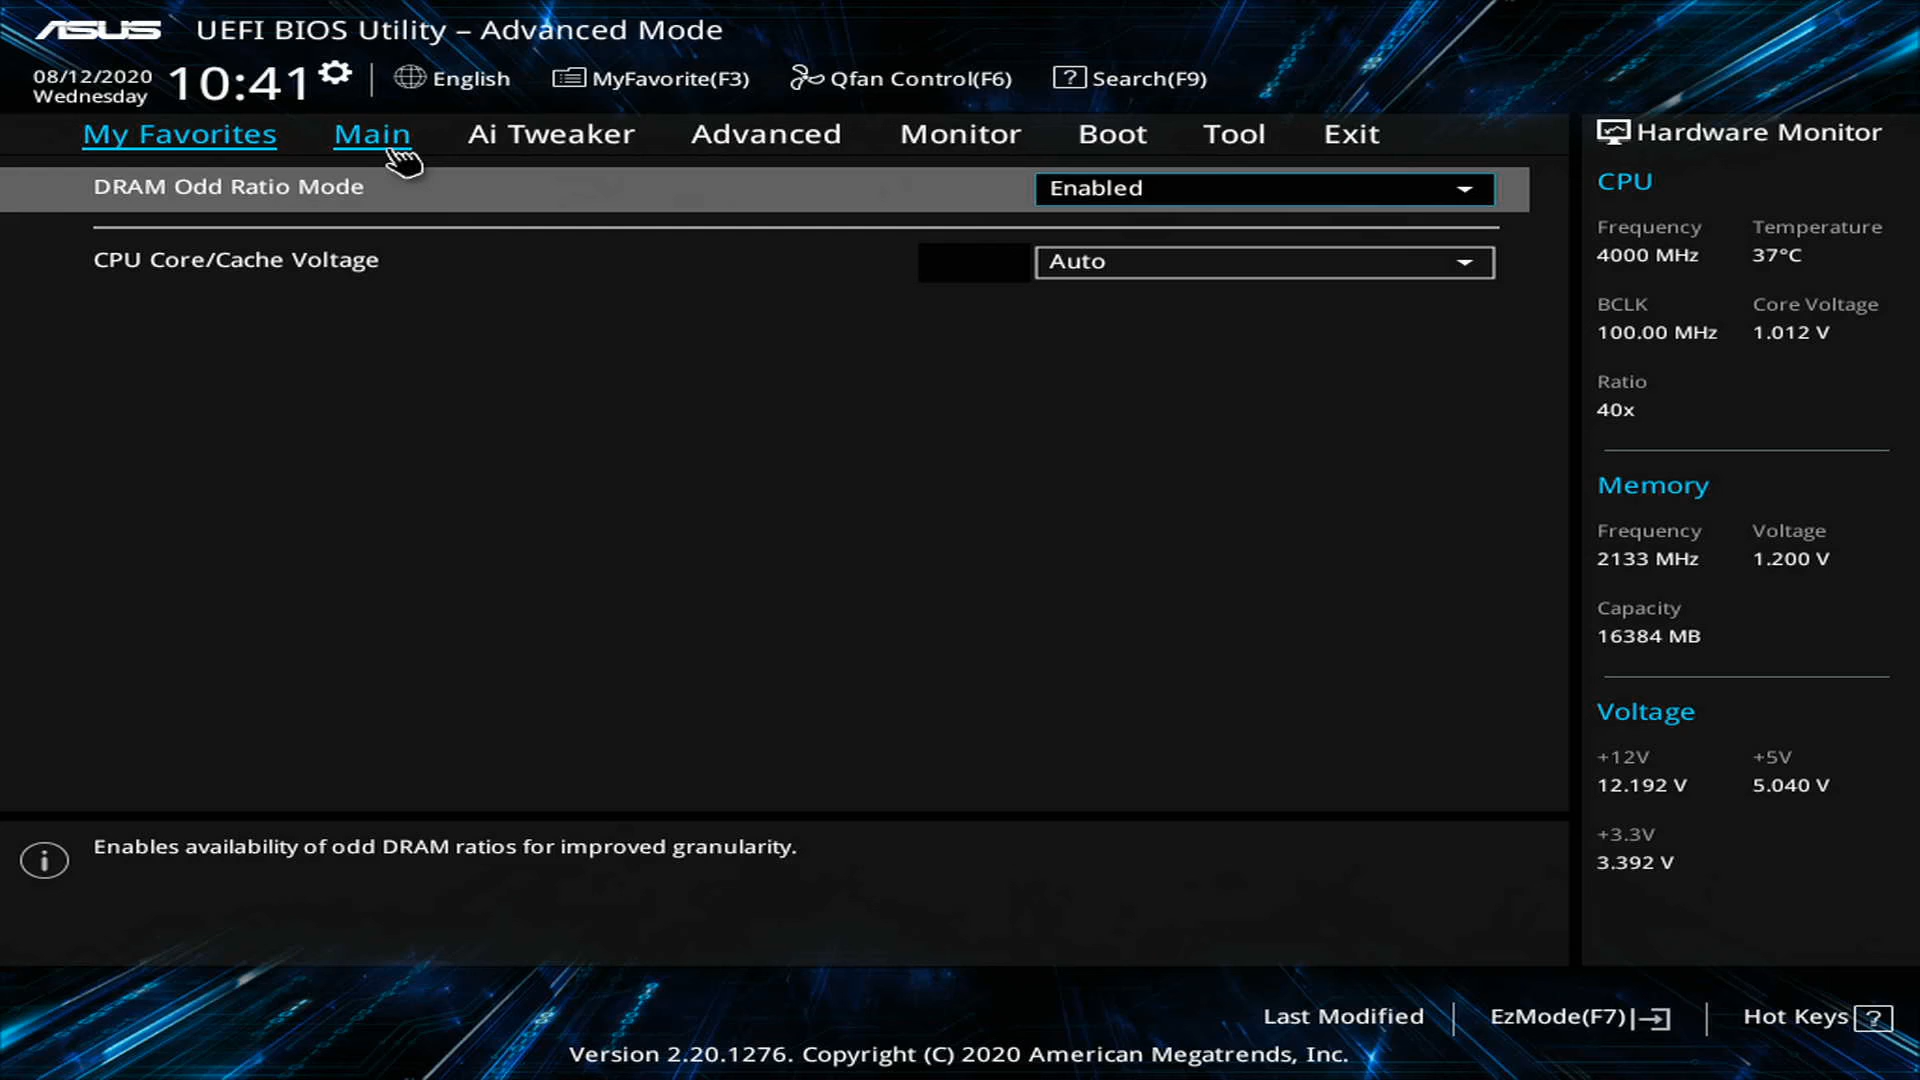 ASUS UEFI BIOS Utility – Advanced Mode
08/12/2020
Wednesday
10:41
English
MyFavorite(F3)
Qfan Control(F6)
? Search(F9)
My Favorites Main Ai Tweaker Advanced Monitor Boot Tool Exit
DRAM Odd Ratio Mode Enabled
CPU Core/Cache Voltage Auto
Enables availability of odd DRAM ratios for improved granularity.
Hardware Monitor
CPU
Frequency Temperature
4000 MHz 37°C
BCLK Core Voltage
100.00 MHz 1.012 V
Ratio
40x
Memory
Frequency Voltage
2133 MHz 1.200 V
Capacity
16384 MB
Voltage
+12V +5V
12.192 V 5.040 V
+3.3V
3.392 V
Last Modified
EzMode(F7)
Hot Keys ?
Version 2.20.1276. Copyright (C) 2020 American Megatrends, Inc.